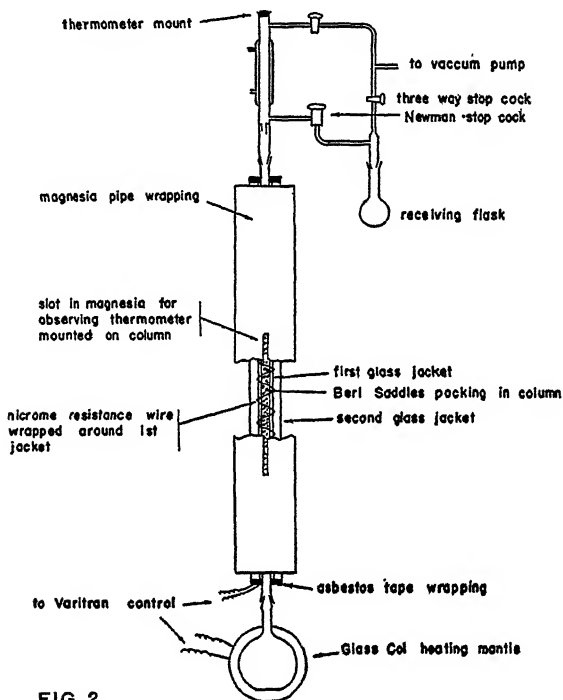 thermometer mount
to vaccum pump
three way stop cock
Newman - stop cock
magnesia pipe wrapping
receiving flask
slot in magnesia for
observing thermometer
mounted on column
first glass jacket
Berl Saddles packing in column
nicrome resistance wire
wrapped around 1st
jacket
second glass jacket
asbestos tape wrapping
to Varitran control
Glass Col heating mantle
FIG. 2